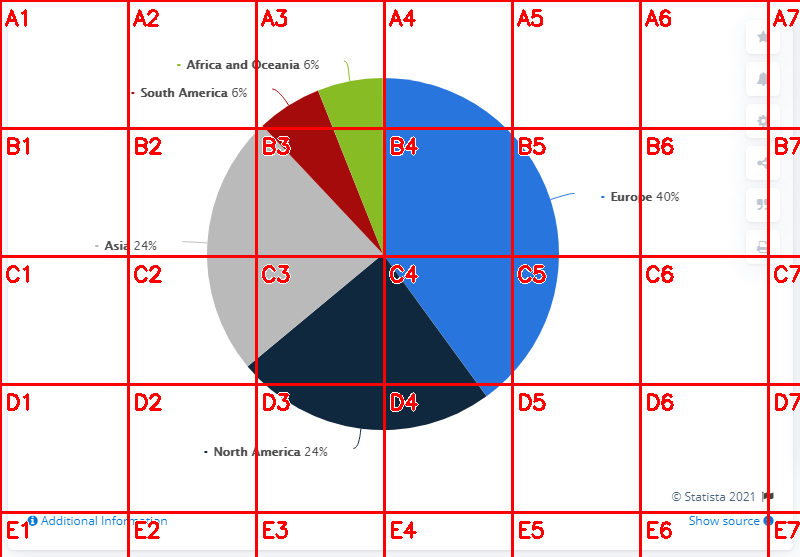 A1 A2 A3 A4 A5 A6 A7
Africa and Oceania 6%
South America 6%
B1 B2 B3 B4 B5 B6 B7
Europe 40%
Asia 24%
C1 C2 C3 C4 C5 C6 C7
D1 D2 D3 D4 D5 D6 D7
North America 24%
© Statista 2021
Additional Information
Show source
E1 E2 E3 E4 E5 E6 E7